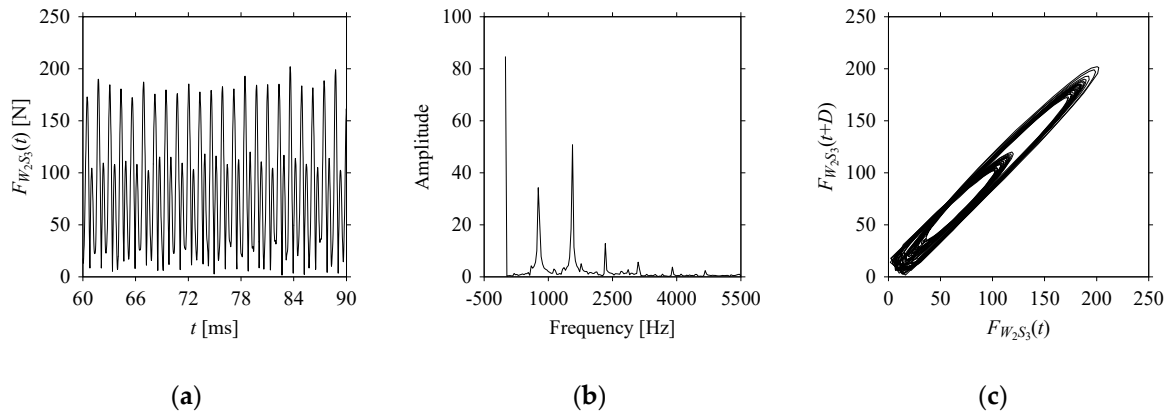 F_{W_2S_3}(t) [N]
250
200
150
100
50
0
60 66 72 78 84 90
t [ms]
(a)
Amplitude
100
80
60
40
20
0
-500 1000 2500 4000 5500
Frequency [Hz]
(b)
F_{W_2S_3}(t+D)
250
200
150
100
50
0
0 50 100 150 200 250
F_{W_2S_3}(t)
(c)